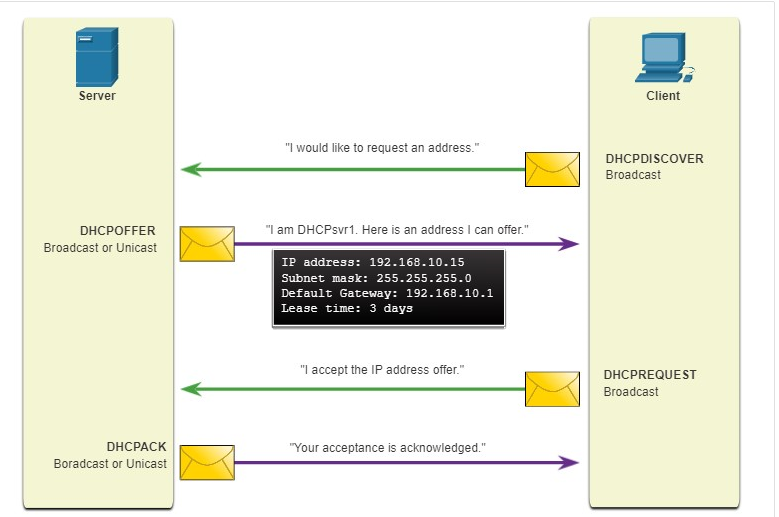 Server
Client
"I would like to request an address."
DHCPDISCOVER
Broadcast
DHCPOFFER
Broadcast or Unicast
"I am DHCPsvr1. Here is an address I can offer."
IP address: 192.168.10.15
Subnet mask: 255.255.255.0
Default Gateway: 192.168.10.1
Lease time: 3 days
"I accept the IP address offer."
DHCPREQUEST
Broadcast
DHCPACK
Boradcast or Unicast
"Your acceptance is acknowledged."